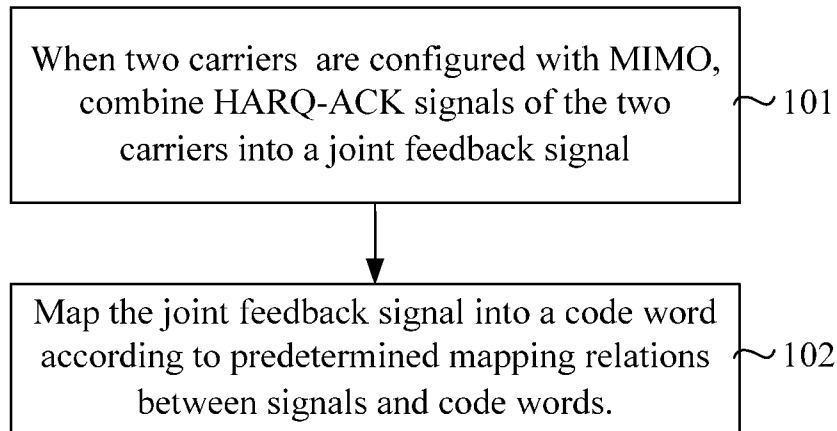 When two carriers are configured with MIMO,
combine HARQ-ACK signals of the two
carriers into a joint feedback signal
101
Map the joint feedback signal into a code word
according to predetermined mapping relations
between signals and code words.
102